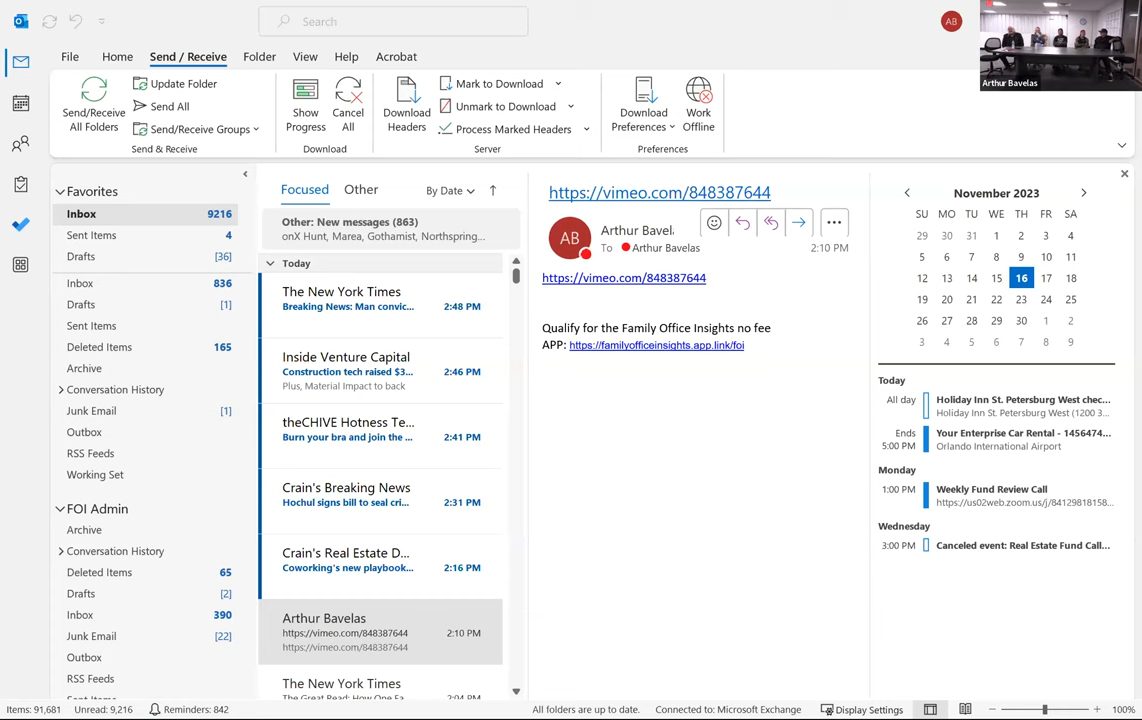 Search
AB
Arthur Bavelas
File Home Send / Receive Folder View Help Acrobat
Send/Receive All Folders
Update Folder
Send All
Send/Receive Groups
Send & Receive
Show Progress
Cancel All
Download
Download Headers
Mark to Download
Unmark to Download
Process Marked Headers
Server
Download Preferences
Work Offline
Preferences
Favorites
Inbox 9216
Sent Items 4
Drafts [36]
Inbox 836
Drafts [1]
Sent Items
Deleted Items 165
Archive
Conversation History
Junk Email [1]
Outbox
RSS Feeds
Working Set
FOI Admin
Archive
Conversation History
Deleted Items 65
Drafts [2]
Inbox 390
Junk Email [22]
Outbox
RSS Feeds
Sent Items
Focused Other By Date
Other: New messages (863)
onX Hunt, Marea, Gothamist, Northspring...
Today
The New York Times
Breaking News: Man convic... 2:48 PM
Inside Venture Capital
Construction tech raised $3... 2:46 PM
Plus, Material Impact to back
theCHIVE Hotness Te...
Burn your bra and join the ... 2:41 PM
Crain's Breaking News
Hochul signs bill to seal cri... 2:31 PM
Crain's Real Estate D...
Coworking's new playbook... 2:16 PM
Arthur Bavelas
https://vimeo.com/848387644 2:10 PM
https://vimeo.com/848387644
The New York Times
The Great Read: How One Fa... 2:04 PM
https://vimeo.com/848387644
AB
Arthur Bavel
To Arthur Bavelas 2:10 PM
https://vimeo.com/848387644
Qualify for the Family Office Insights no fee
APP: https://familyofficeinsights.app.link/foi
November 2023
SU MO TU WE TH FR SA
29 30 31 1 2 3 4
5 6 7 8 9 10 11
12 13 14 15 16 17 18
19 20 21 22 23 24 25
26 27 28 29 30 1 2
3 4 5 6 7 8 9
Today
All day Holiday Inn St. Petersburg West chec...
Holiday Inn St. Petersburg West (1200 3...
Ends Your Enterprise Car Rental - 1456474...
5:00 PM Orlando International Airport
Monday
1:00 PM Weekly Fund Review Call
https://us02web.zoom.us/j/84129818158...
Wednesday
3:00 PM Canceled event: Real Estate Fund Call...
Items: 91,681 Unread: 9,216 Reminders: 842 All folders are up to date. Connected to: Microsoft Exchange Display Settings 100%